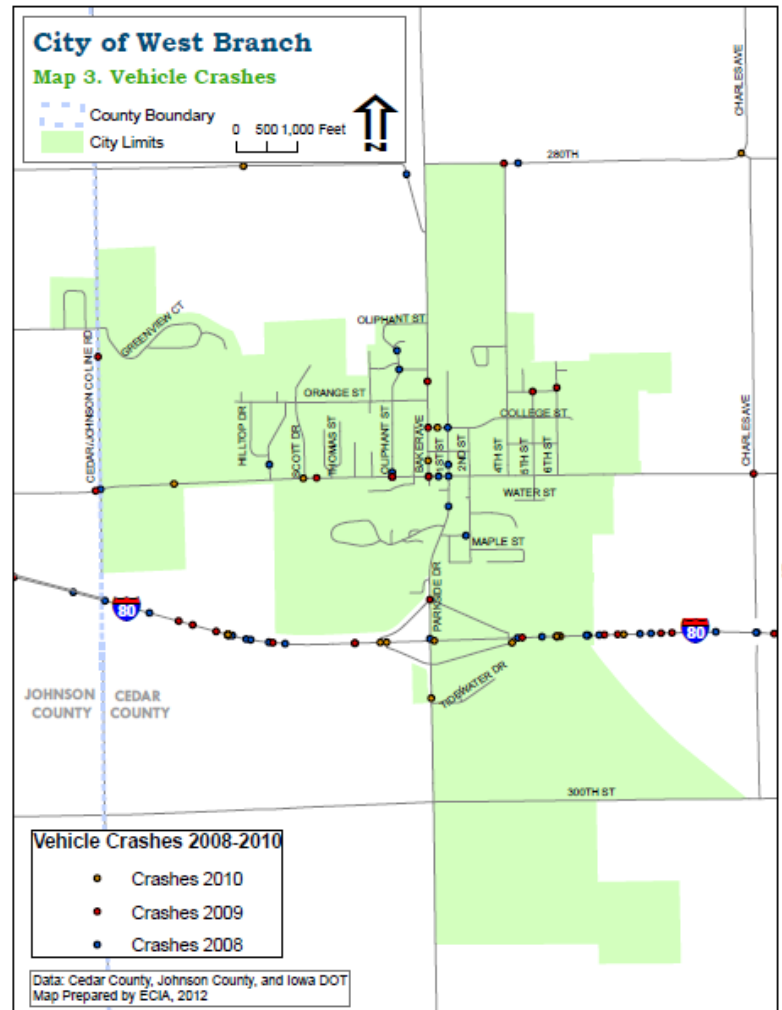 City of West Branch
Map 3. Vehicle Crashes
County Boundary
City Limits
0 500 1,000 Feet
N
CHARLES AVE
280TH
OLIPHANT ST
GREENVIEW CT
CEDAR/JOHNSON CO LINE RD
ORANGE ST
COLLEGE ST
HILLTOP DR
SCOTT DR
THOMAS ST
OLIPHANT ST
BAKER AVE
1ST ST
2ND ST
4TH ST
5TH ST
6TH ST
CHARLES AVE
WATER ST
MAPLE ST
PARKSIDE DR
80
80
TIDEWATER DR
JOHNSON COUNTY
CEDAR COUNTY
300TH ST
Vehicle Crashes 2008-2010
Crashes 2010
Crashes 2009
Crashes 2008
Data: Cedar County, Johnson County, and Iowa DOT
Map Prepared by ECIA, 2012